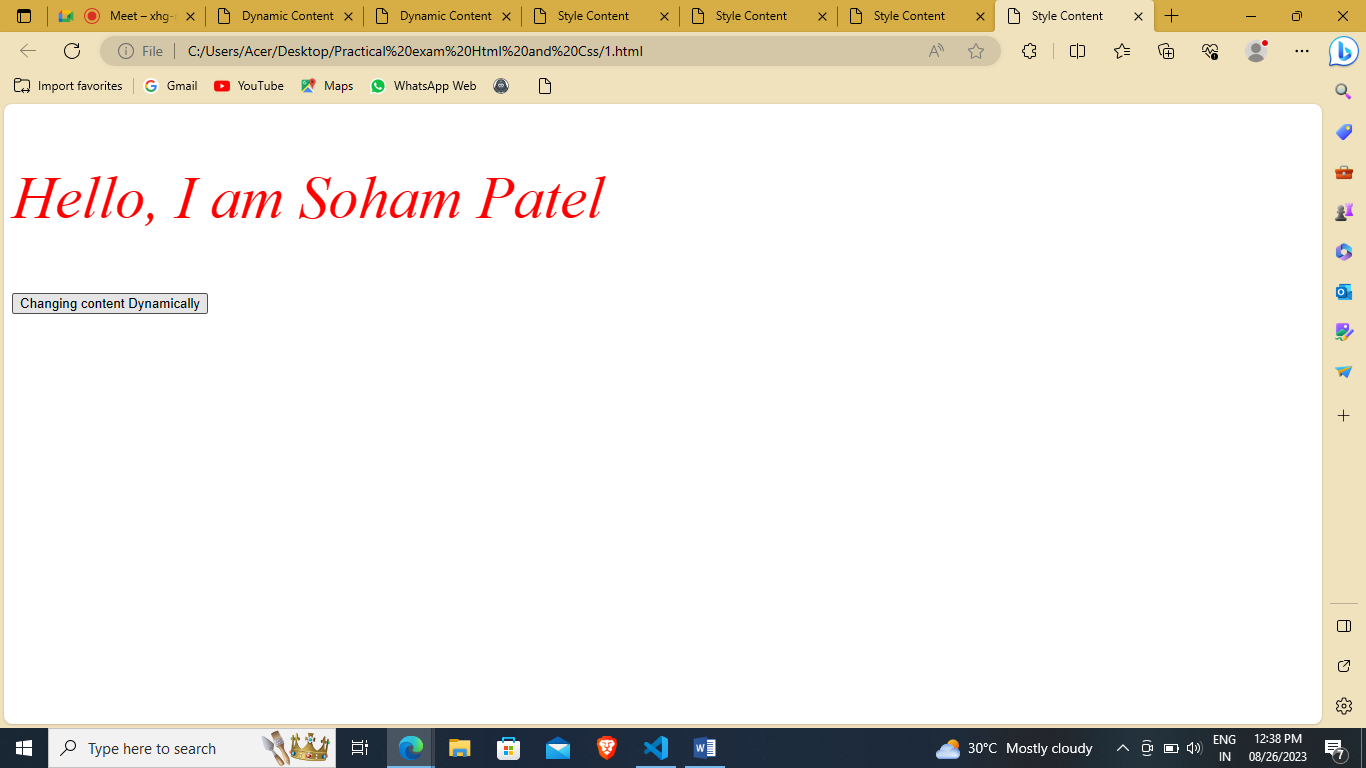 Meet – xhg-
Dynamic Content
Dynamic Content
Style Content
Style Content
Style Content
Style Content
File
C:/Users/Acer/Desktop/Practical%20exam%20Html%20and%20Css/1.html
Import favorites
Gmail
YouTube
Maps
WhatsApp Web
Hello, I am Soham Patel
Changing content Dynamically
Type here to search
30°C Mostly cloudy
ENG
IN
12:38 PM
08/26/2023
7